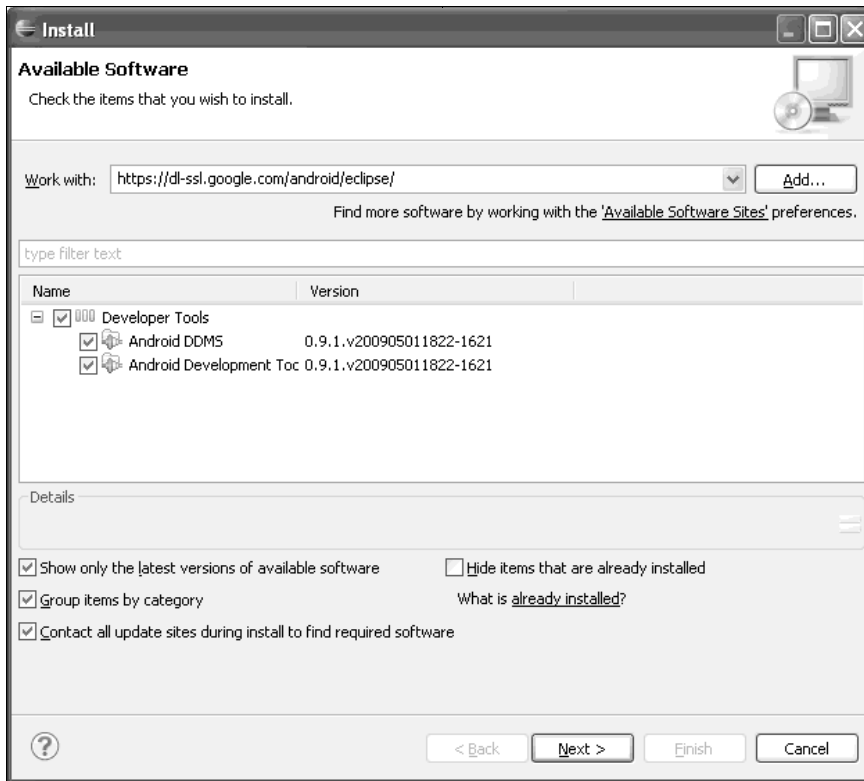 Install
Available Software
Check the items that you wish to install.
Work with: https://dl-ssl.google.com/android/eclipse/ Add...
Find more software by working with the 'Available Software Sites' preferences.
type filter text
Name Version
Developer Tools
Android DDMS 0.9.1.v200905011822-1621
Android Development Toc 0.9.1.v200905011822-1621
Details
Show only the latest versions of available software Hide items that are already installed
Group items by category What is already installed?
Contact all update sites during install to find required software
? < Back Next > Finish Cancel